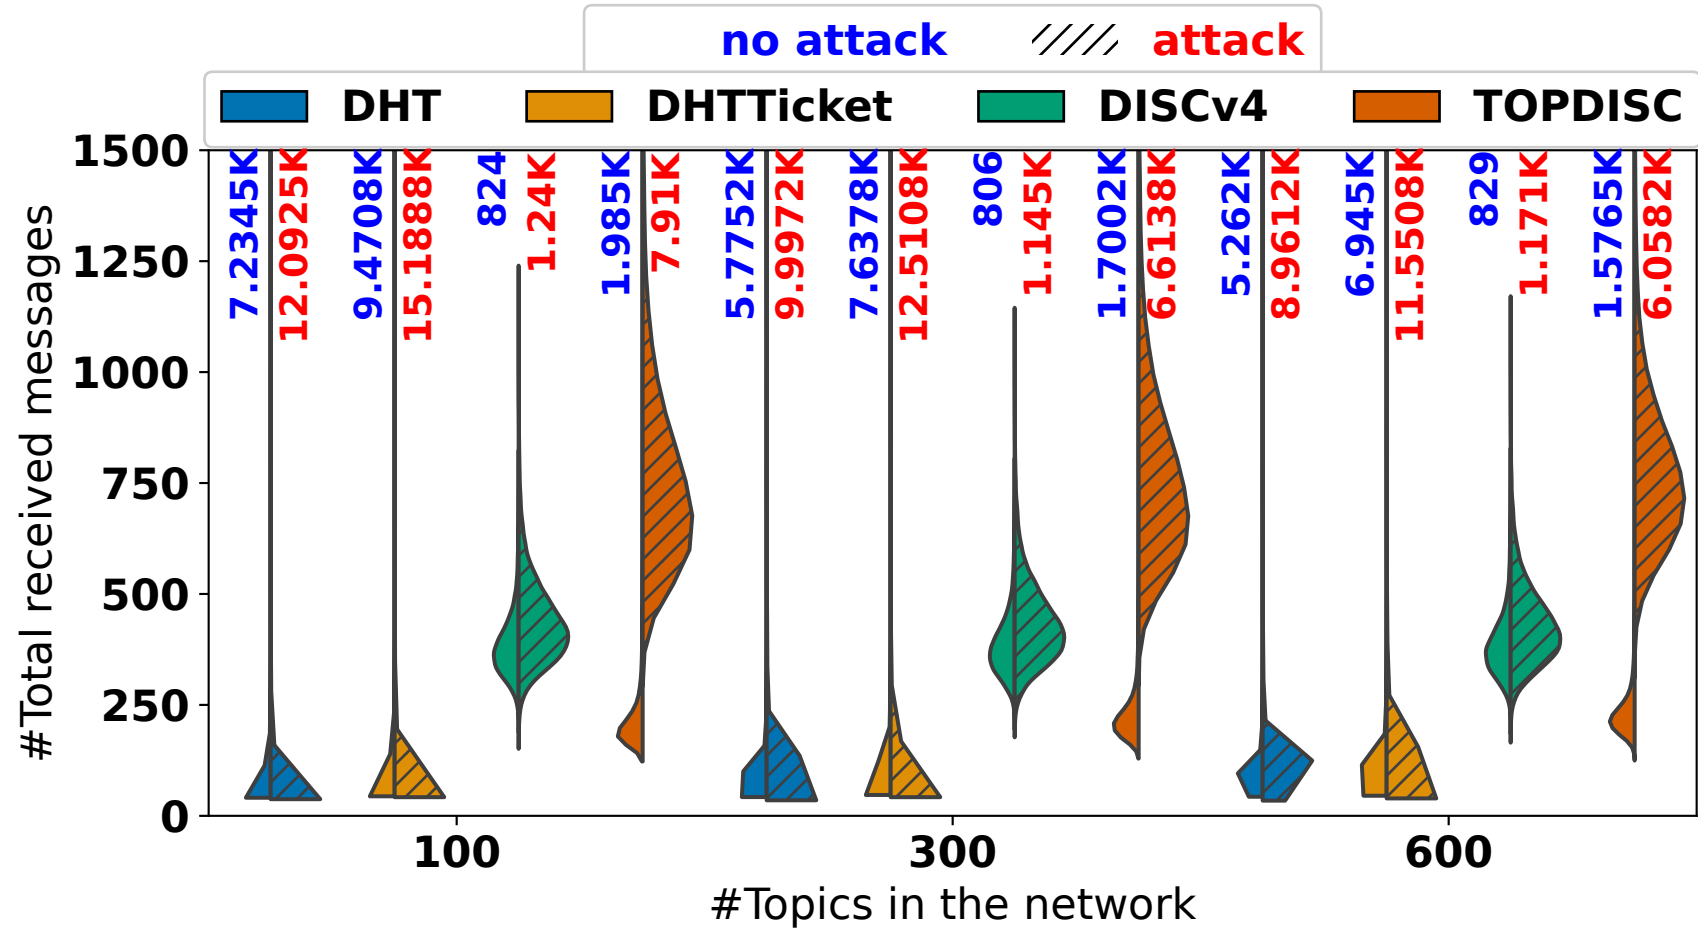 no attack attack
DHT DHTTicket DISCv4 TOPDISC
#Total received messages
1500
1250
1000
750
500
250
0
7.2345K
12.0925K
9.4708K
15.1888K
824
1.24K
1.985K
7.91K
5.7752K
9.9972K
7.6378K
12.5108K
806
1.145K
1.7002K
6.6138K
5.262K
8.9612K
6.945K
11.5508K
829
1.171K
1.5765K
6.0582K
100 300 600
#Topics in the network